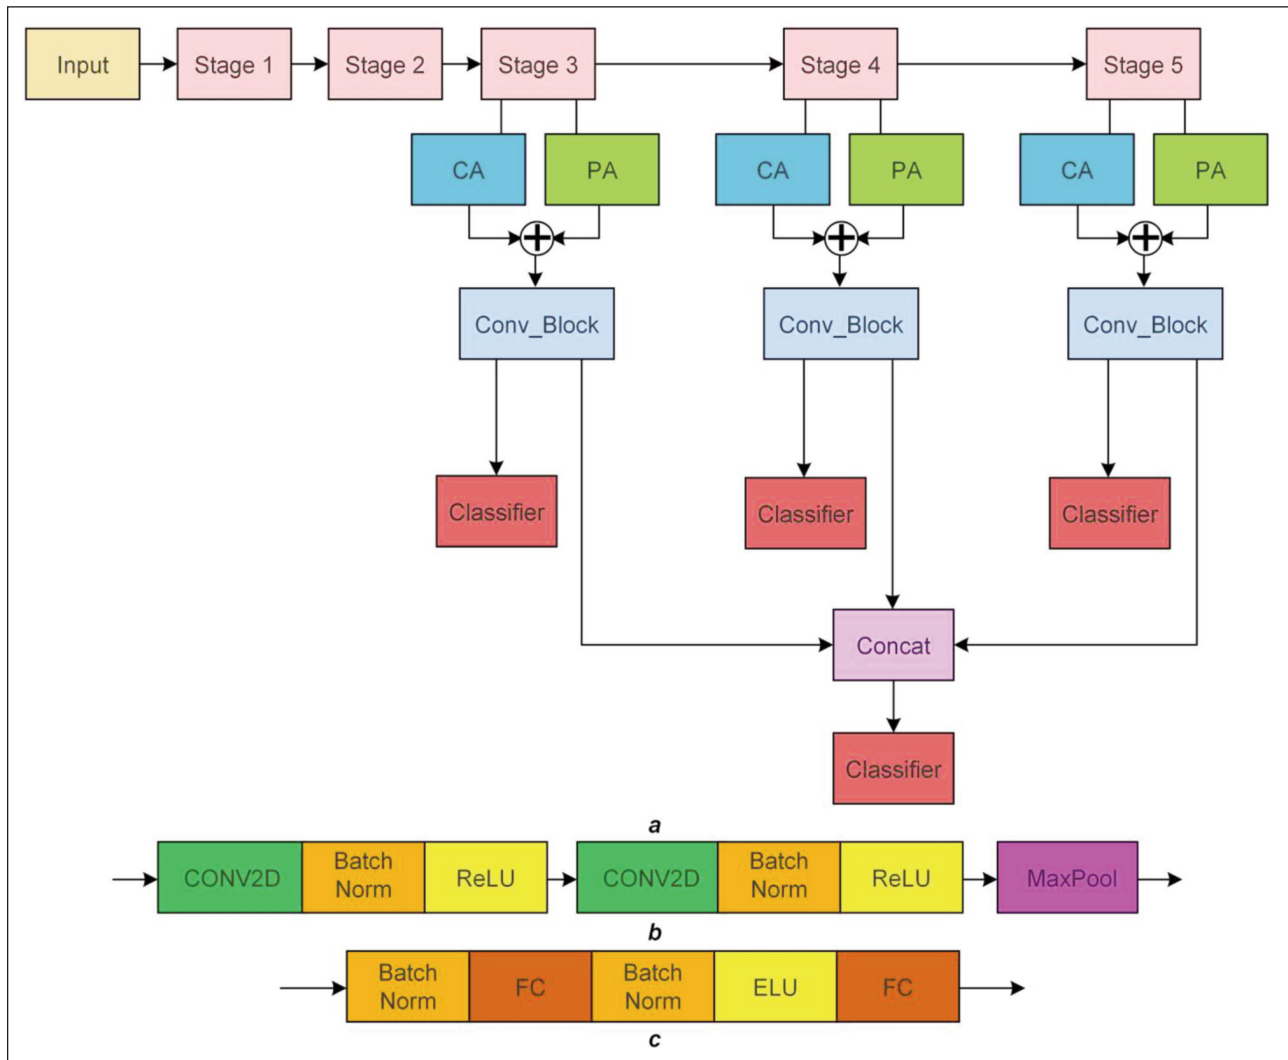 Input
Stage 1
Stage 2
Stage 3
Stage 4
Stage 5
CA
PA
CA
PA
CA
PA
Conv_Block
Conv_Block
Conv_Block
Classifier
Classifier
Classifier
Concat
Classifier
a
CONV2D
Batch
Norm
ReLU
CONV2D
Batch
Norm
ReLU
MaxPool
b
Batch
Norm
FC
Batch
Norm
ELU
FC
c